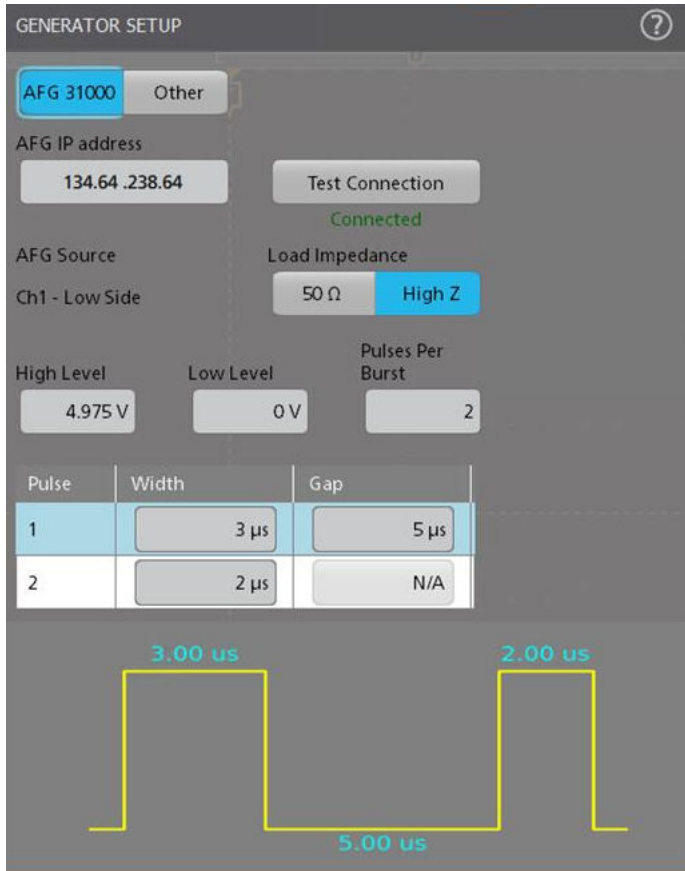 GENERATOR SETUP ?
AFG 31000 Other
AFG IP address
134.64 .238.64 Test Connection
Connected
AFG Source Load Impedance
Ch1 - Low Side 50 Ω High Z
High Level Low Level Pulses Per
Burst
4.975 V 0 V 2
Pulse Width Gap
1 3 µs 5 µs
2 2 µs N/A
3.00 us 2.00 us
5.00 us